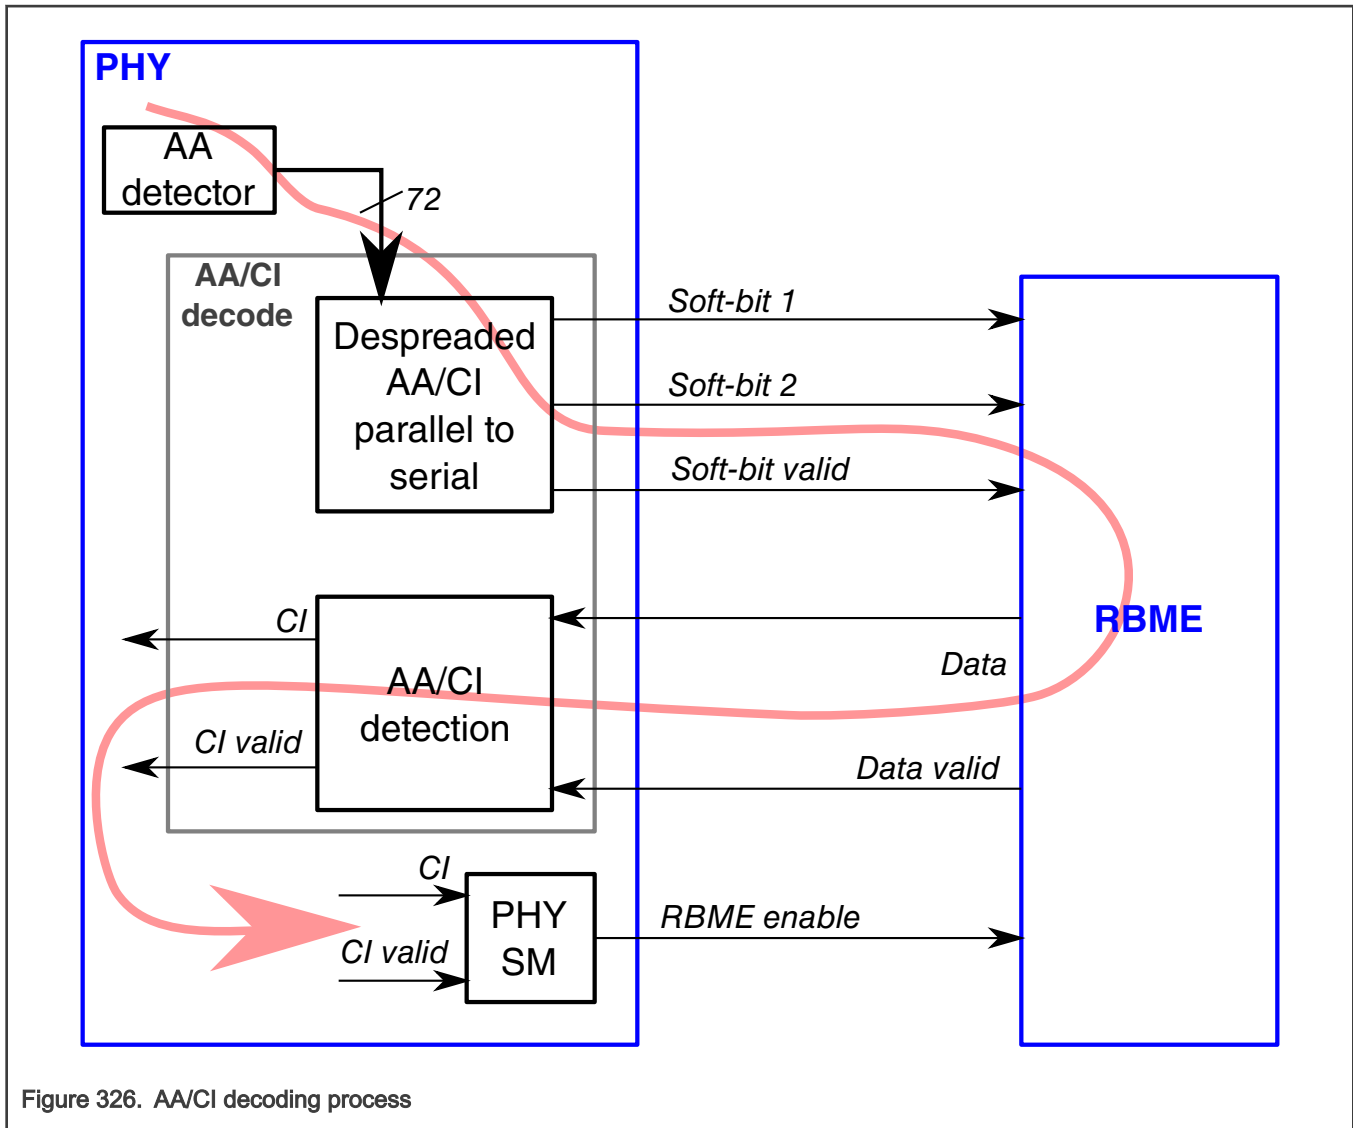 PHY
AA
detector
72
AA/CI
decode
Despreaded
AA/CI
parallel to
serial
Soft-bit 1
Soft-bit 2
Soft-bit valid
CI
AA/CI
detection
CI valid
Data
Data valid
RBME
CI
CI valid
PHY
SM
RBME enable
Figure 326. AA/CI decoding process